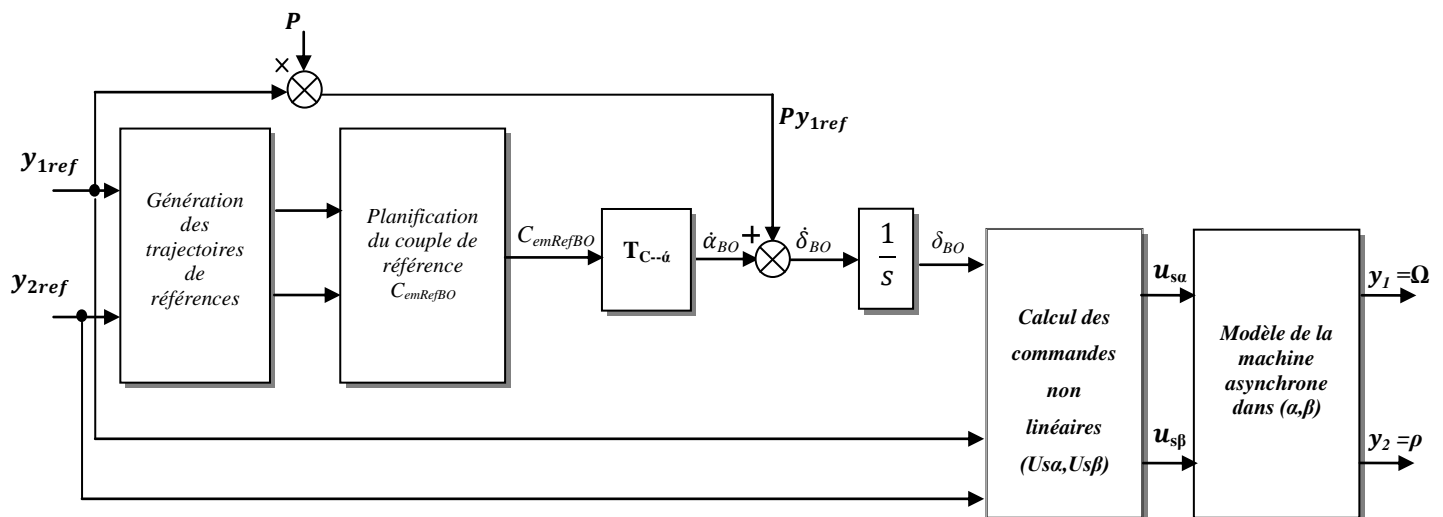 P
×
Py1ref
y1ref
y2ref
Génération
des
trajectoires
de
références
Planification
du couple de
référence
CemRefBO
CemRefBO
TC--ά
α̇BO
+
δ̇BO
1
s
δBO
Calcul des
commandes
non
linéaires
(Usα,Usβ)
usα
usβ
Modèle de la
machine
asynchrone
dans (α,β)
y1 =Ω
y2 =ρ